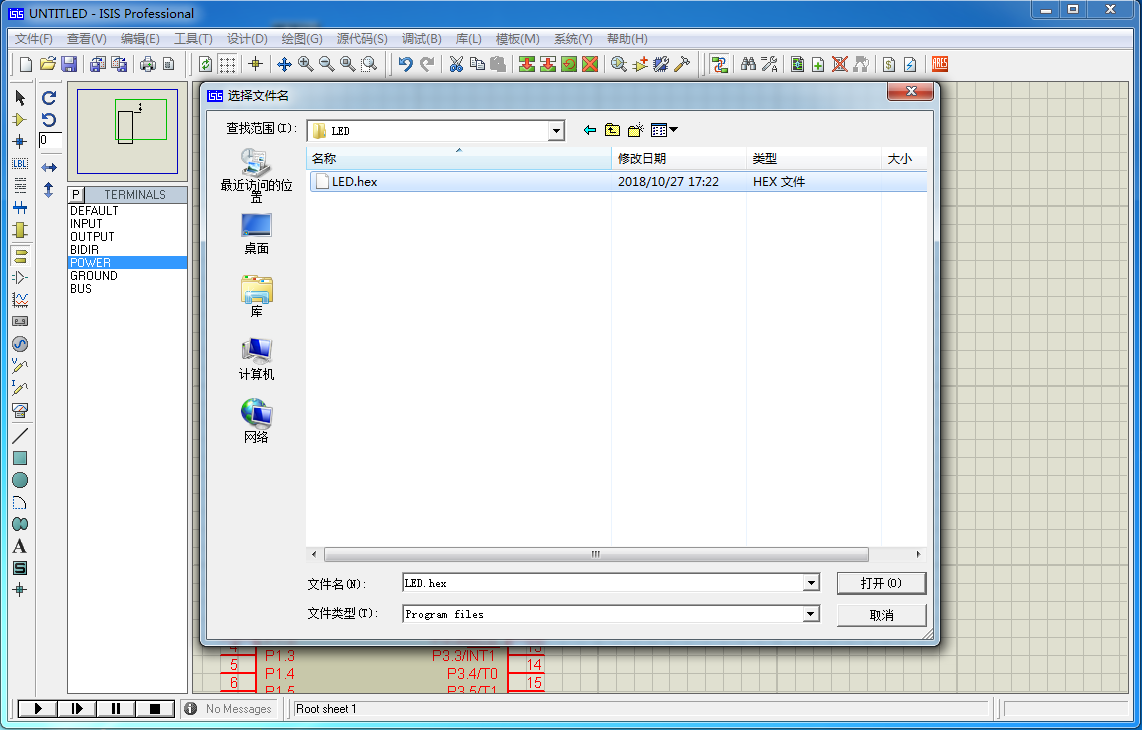 UNTITLED - ISIS Professional
文件(F) 查看(V) 编辑(E) 工具(T) 设计(D) 绘图(G) 源代码(S) 调试(B) 库(L) 模板(M) 系统(Y) 帮助(H)
ARES
0
LBL
P TERMINALS
DEFAULT
INPUT
OUTPUT
BIDIR
POWER
GROUND
BUS
A
S
ISIS 选择文件名
查找范围(I): LED
最近访问的位
置
桌面
库
计算机
网络
名称 修改日期 类型 大小
LED.hex 2018/10/27 17:22 HEX 文件
文件名(N): LED.hex 打开(O)
文件类型(T): Program files 取消
P1.3 P3.3/INT1
5 P1.4 P3.4/T0 14
6 P1.5 P3.5/T1 15
No Messages Root sheet 1